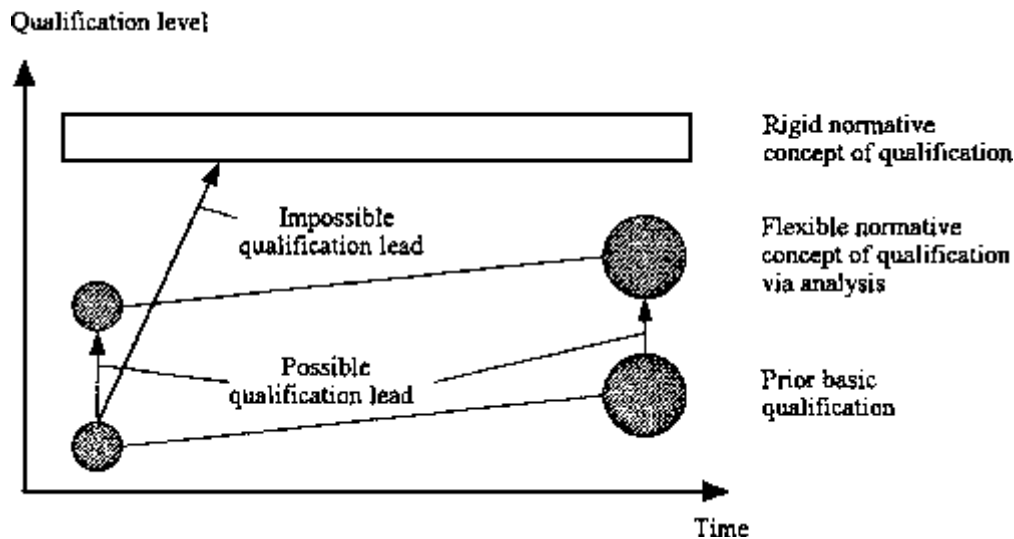 Qualification level
Rigid normative
concept of qualification
Impossible
qualification lead
Flexible normative
concept of qualification
via analysis
Possible
qualification lead
Prior basic
qualification
Time